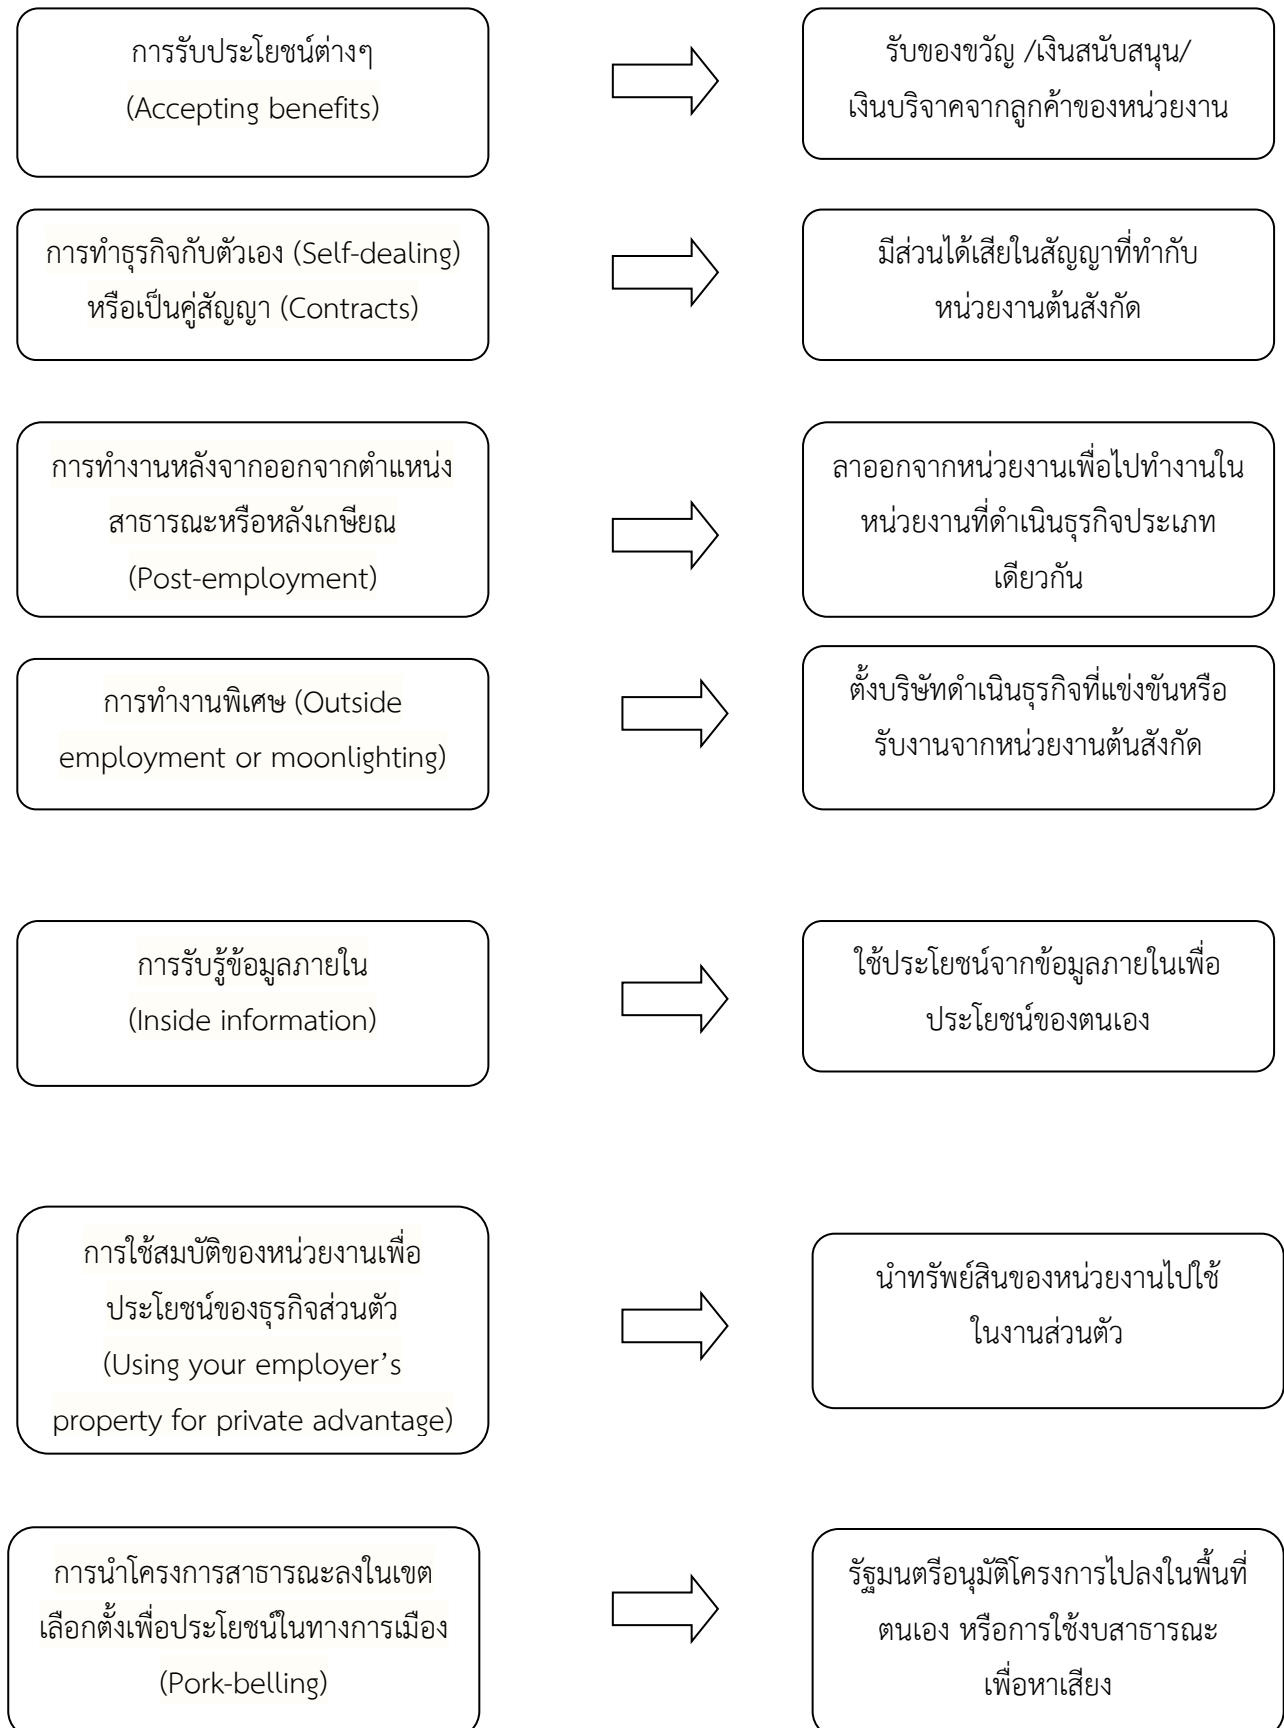 การรับประโยชน์ต่างๆ
(Accepting benefits)
รับของขวัญ /เงินสนับสนุน/
เงินบริจาคจากลูกค้าของหน่วยงาน
การทำธุรกิจกับตัวเอง (Self-dealing)
หรือเป็นคู่สัญญา (Contracts)
มีส่วนได้เสียในสัญญาที่ทำกับ
หน่วยงานต้นสังกัด
การทำงานหลังจากออกจากตำแหน่ง
สาธารณะหรือหลังเกษียณ
(Post-employment)
ลาออกจากหน่วยงานเพื่อไปทำงานใน
หน่วยงานที่ดำเนินธุรกิจประเภท
เดียวกัน
การทำงานพิเศษ (Outside
employment or moonlighting)
ตั้งบริษัทดำเนินธุรกิจที่แข่งขันหรือ
รับงานจากหน่วยงานต้นสังกัด
การรับรู้ข้อมูลภายใน
(Inside information)
ใช้ประโยชน์จากข้อมูลภายในเพื่อ
ประโยชน์ของตนเอง
การใช้สมบัติของหน่วยงานเพื่อ
ประโยชน์ของธุรกิจส่วนตัว
(Using your employer’s
property for private advantage)
นำทรัพย์สินของหน่วยงานไปใช้
ในงานส่วนตัว
การนำโครงการสาธารณะลงในเขต
เลือกตั้งเพื่อประโยชน์ในทางการเมือง
(Pork-belling)
รัฐมนตรีอนุมัติโครงการไปลงในพื้นที่
ตนเอง หรือการใช้งบสาธารณะ
เพื่อหาเสียง